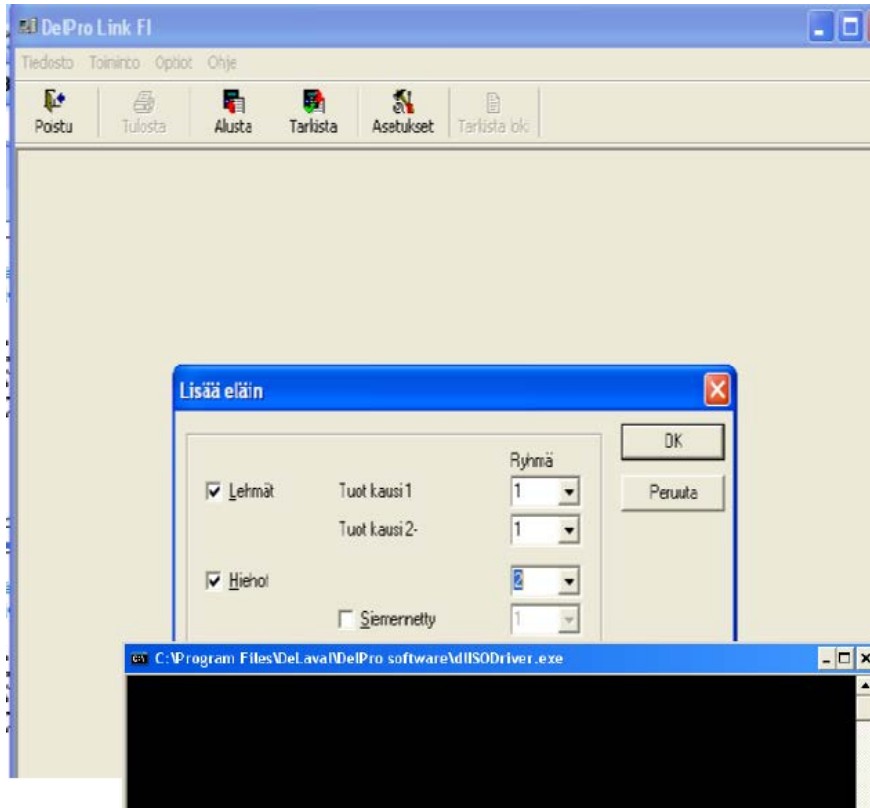 DelPro Link FI
Tiedosto Toiminto Optiot Ohje
Poistu Tulosta Alusta Tarkista Asetukset Tarkista loki
Lisää eläin
OK
Ryhmä
Lehmät Tuot kausi 1 1 Peruuta
Tuot kausi 2- 1
Hiehot 2
Siemennetty 1
C:\Program Files\DeLaval\DelPro software\dllISODriver.exe